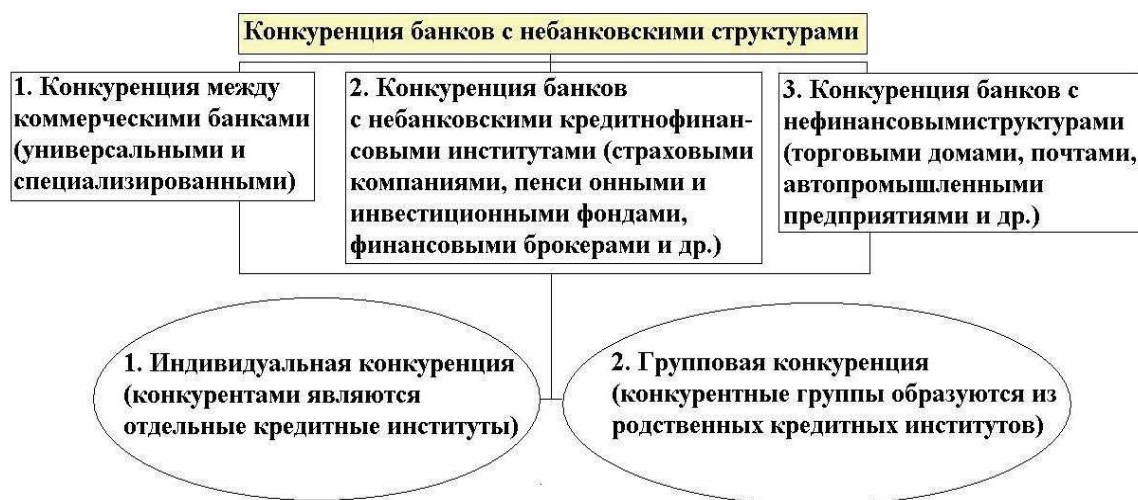 Конкуренция банков с небанковскими структурами
1. Конкуренция между
коммерческими банками
(универсальными и
специализированными)
2. Конкуренция банков
с небанковскими кредитнофинан-
совыми институтами (страховыми
компаниями, пенси онными и
инвестиционными фондами,
финансовыми брокерами и др.)
3. Конкуренция банков с
нефинансовымиструктурами
(торговыми домами, почтами,
автопромышленными
предприятиями и др.)
1. Индивидуальная конкуренция
(конкурентами являются
отдельные кредитные институты)
2. Групповая конкуренция
(конкурентные группы образуются из
родственных кредитных институтов)